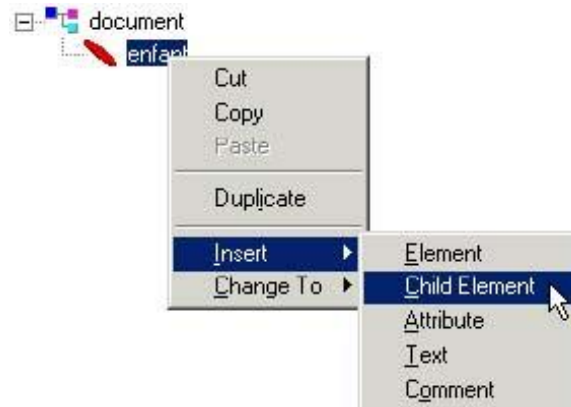 document
enfant
Cut
Copy
Paste
Duplicate
Insert
Change To
Element
Child Element
Attribute
Text
Comment